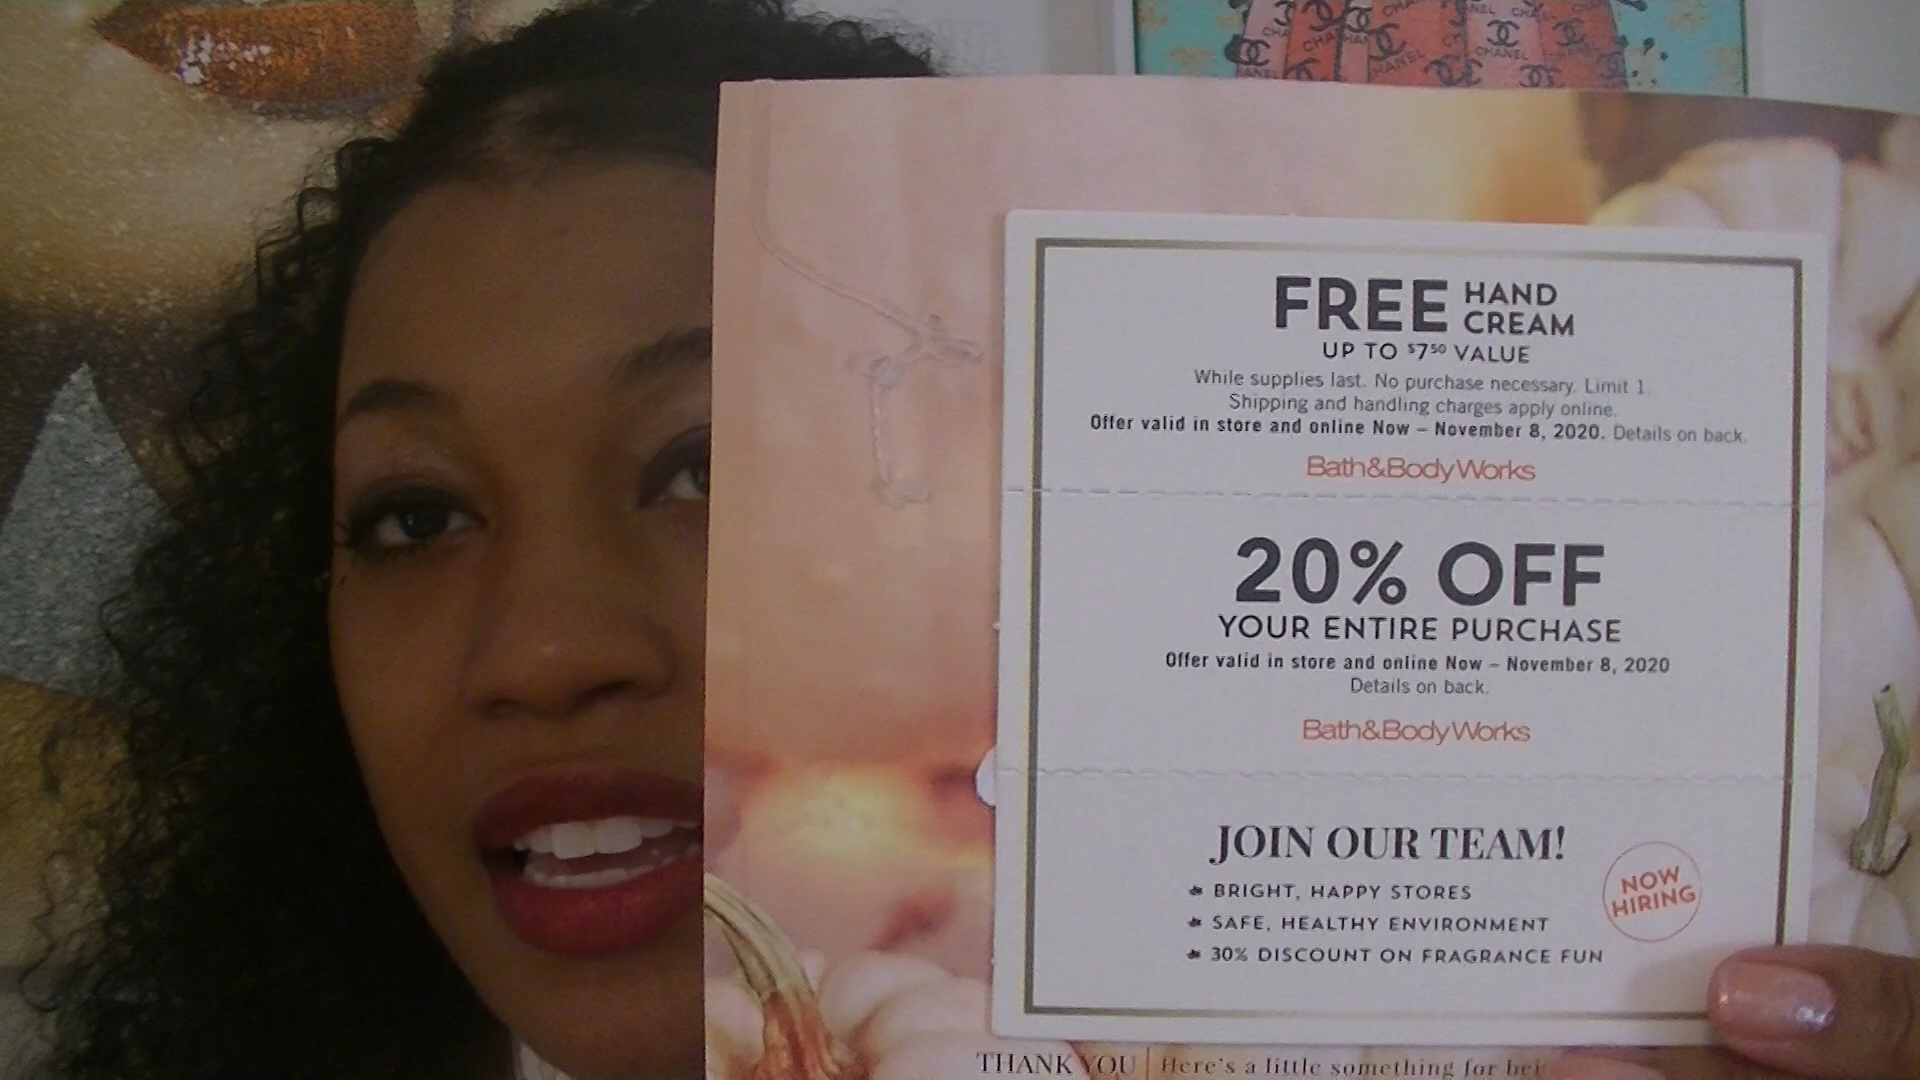 CHANEL
FREE HAND CREAM
UP TO $7.50 VALUE
While supplies last. No purchase necessary. Limit 1.
Shipping and handling charges apply online.
Offer valid in store and online Now – November 8, 2020. Details on back.
Bath&BodyWorks
20% OFF
YOUR ENTIRE PURCHASE
Offer valid in store and online Now – November 8, 2020
Details on back.
Bath&BodyWorks
JOIN OUR TEAM!
BRIGHT, HAPPY STORES
SAFE, HEALTHY ENVIRONMENT
30% DISCOUNT ON FRAGRANCE FUN
NOW
HIRING
THANK YOU | Here's a little something for